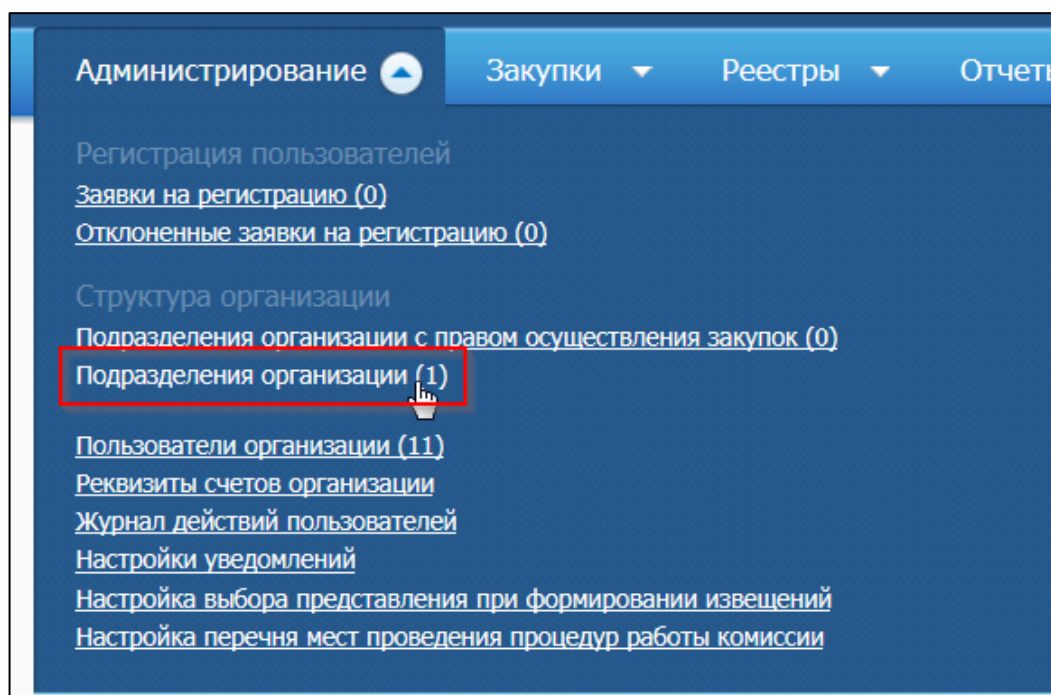 Администрирование Закупки Реестры Отчеты
Регистрация пользователей
Заявки на регистрацию (0)
Отклоненные заявки на регистрацию (0)
Структура организации
Подразделения организации с правом осуществления закупок (0)
Подразделения организации (1)
Пользователи организации (11)
Реквизиты счетов организации
Журнал действий пользователей
Настройки уведомлений
Настройка выбора представления при формировании извещений
Настройка перечня мест проведения процедур работы комиссии